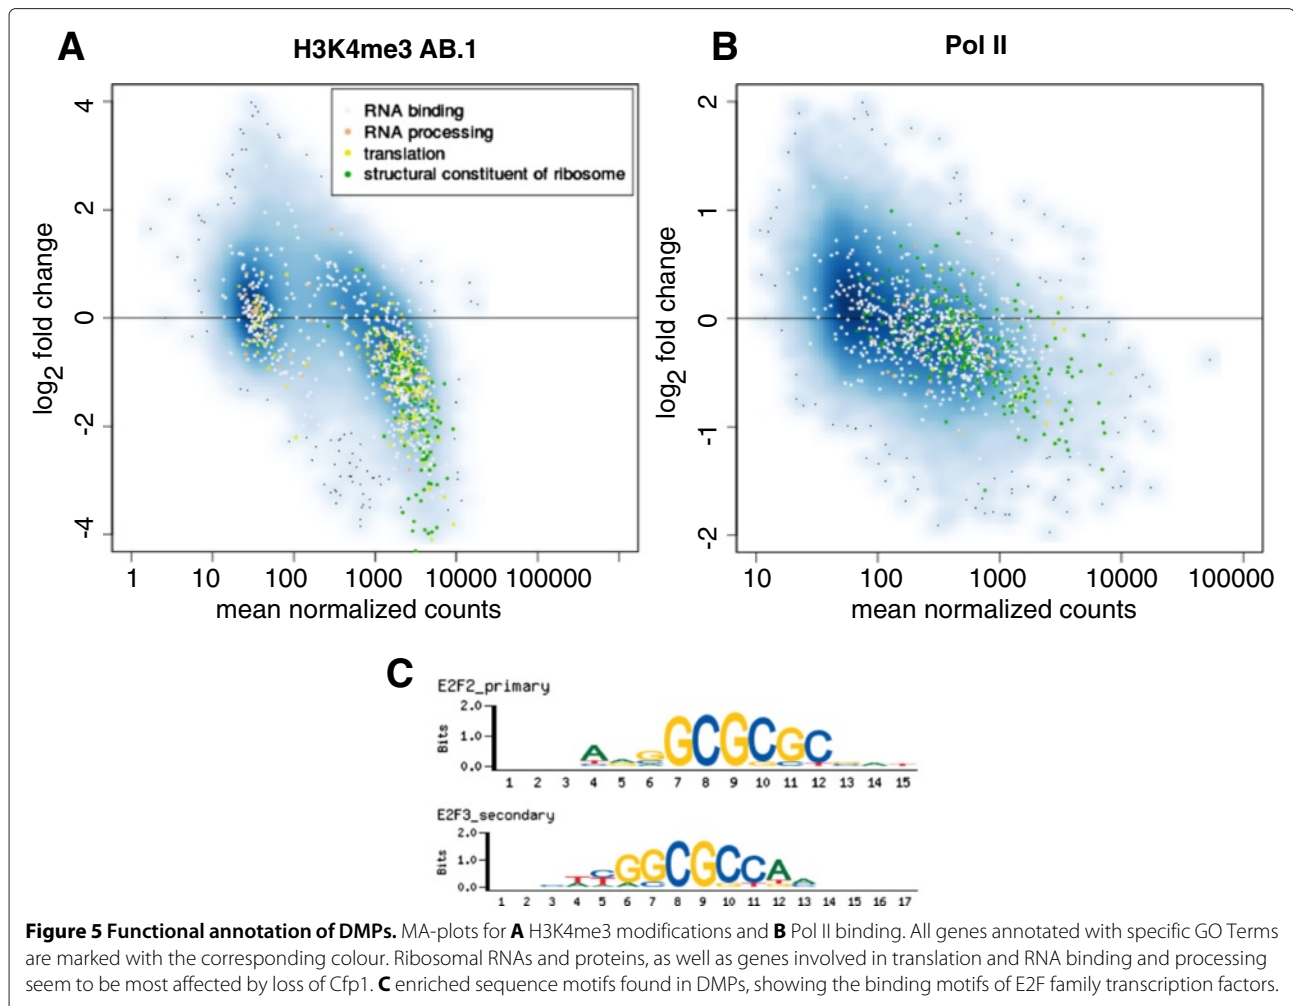 A
H3K4me3 AB.1
RNA binding
RNA processing
translation
structural constituent of ribosome
log2 fold change
4
2
0
-2
-4
1 10 100 1000 10000 100000
mean normalized counts
B
Pol II
log2 fold change
2
1
0
-1
-2
10 100 1000 10000 100000
mean normalized counts
C
E2F2_primary
Bits
2.0
1.0
0.0
A GCGCGC
1 2 3 4 5 6 7 8 9 10 11 12 13 14 15
E2F3_secondary
Bits
2.0
1.0
0.0
CGGCGCCA
1 2 3 4 5 6 7 8 9 10 11 12 13 14 15 16 17
Figure 5 Functional annotation of DMPs. MA-plots for A H3K4me3 modifications and B Pol II binding. All genes annotated with specific GO Terms
are marked with the corresponding colour. Ribosomal RNAs and proteins, as well as genes involved in translation and RNA binding and processing
seem to be most affected by loss of Cfp1. C enriched sequence motifs found in DMPs, showing the binding motifs of E2F family transcription factors.